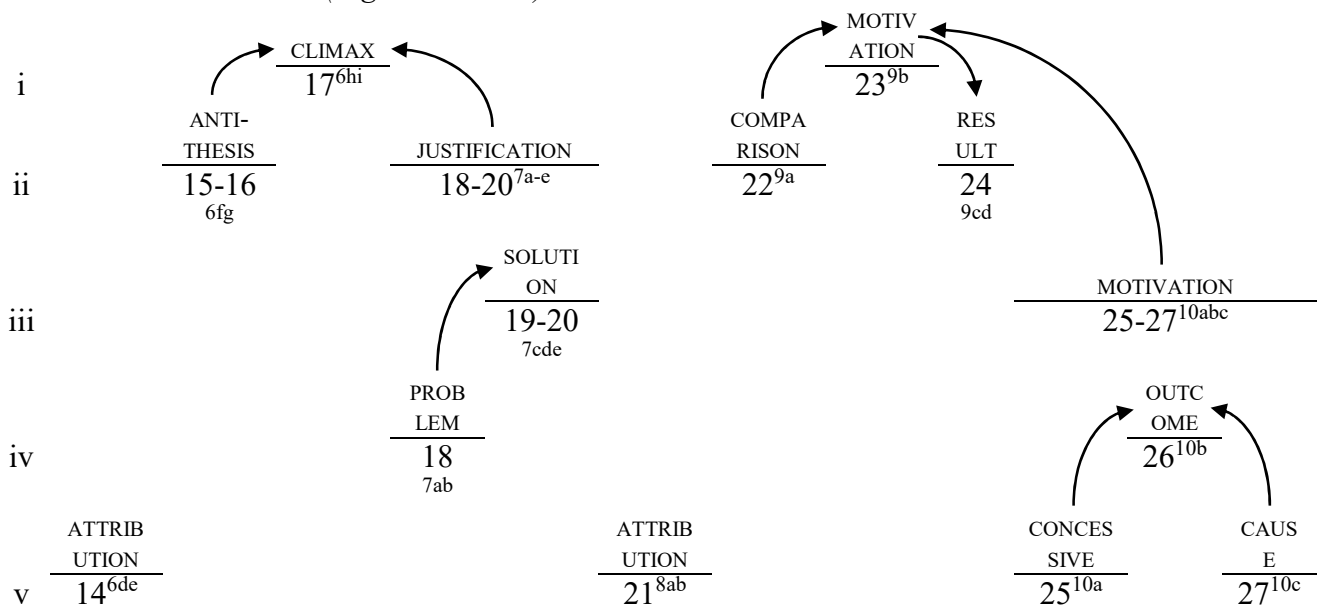 MOTIV
CLIMAX ATION
i 17^6hi 23^9b
ANTI- COMPA RES
THESIS JUSTIFICATION RISON ULT
ii 15-16 18-20^7a-e 22^9a 24
6fg 9cd
SOLUTI
ON MOTIVATION
iii 19-20 25-27^10abc
7cde
PROB OUTC
LEM OME
iv 18 26^10b
7ab
ATTRIB ATTRIB CONCES CAUS
UTION UTION SIVE E
v 14^6de 21^8ab 25^10a 27^10c